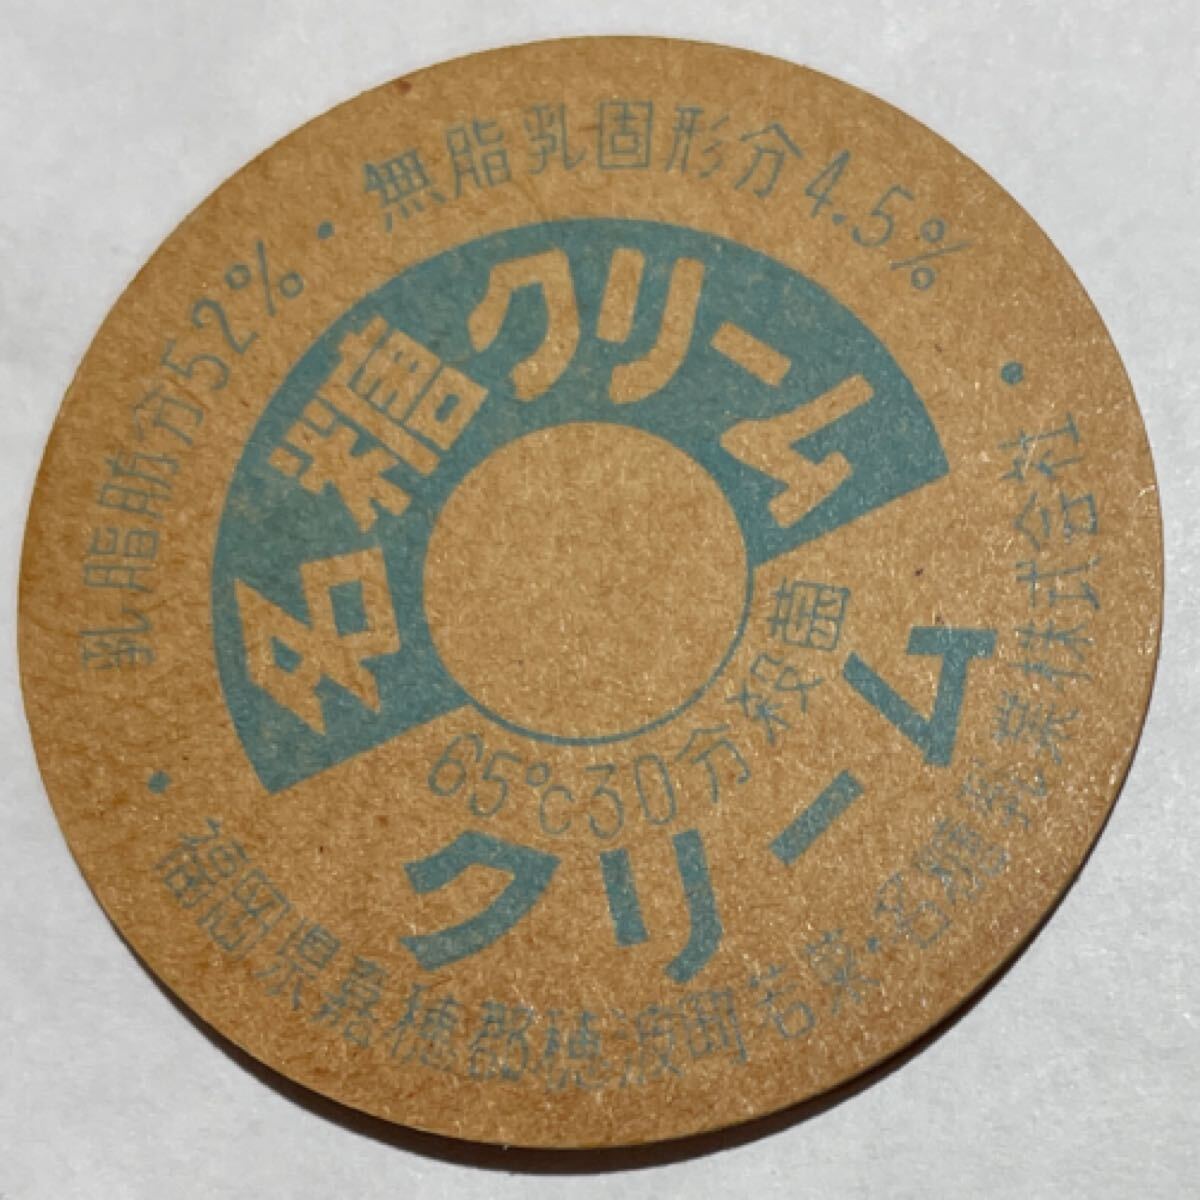 乳脂肪分52%・無脂乳固形分4.5%
名糖クリーム
65℃30分殺菌
クリーム
・福岡県嘉穂郡穂波町若菜・名糖乳業株式会社・